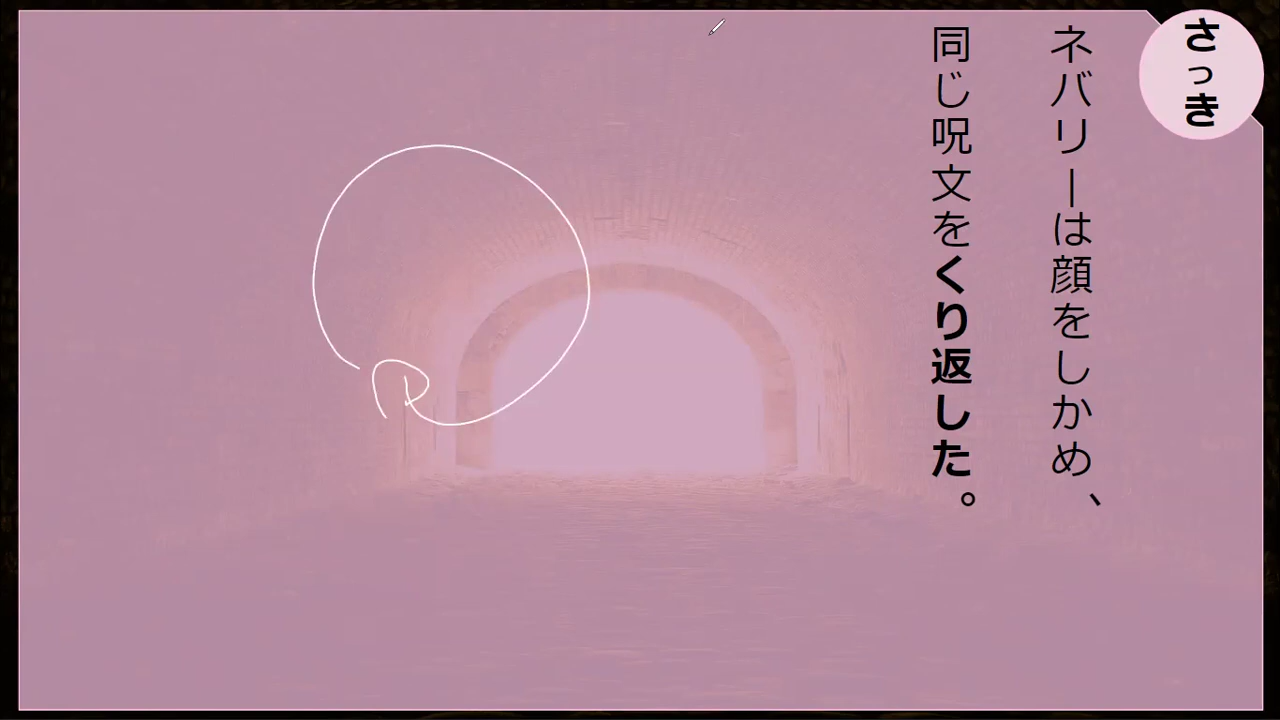 さっき
ネバリーは顔をしかめ、
同じ呪文をくり返した。